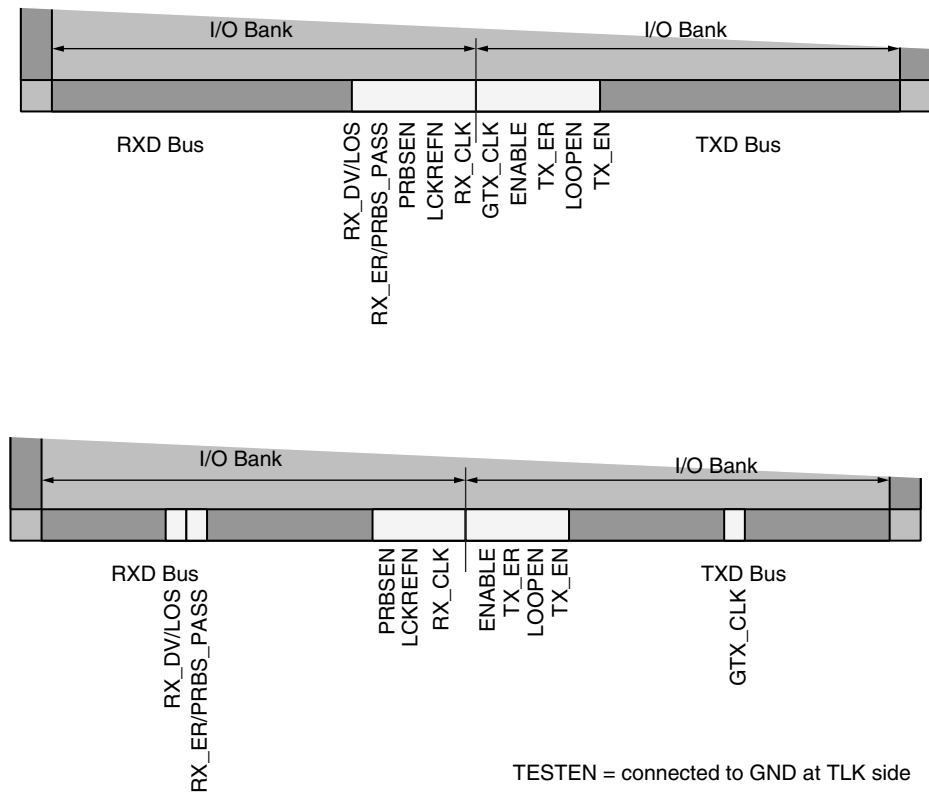 I/O Bank
I/O Bank
RXD Bus
TXD Bus
RX_DV/LOS
RX_ER/PRBS_PASS
PRBSEN
LCKREFN
RX_CLK
GTX_CLK
ENABLE
TX_ER
LOOPEN
TX_EN
I/O Bank
I/O Bank
RXD Bus
TXD Bus
RX_DV/LOS
RX_ER/PRBS_PASS
PRBSEN
LCKREFN
RX_CLK
ENABLE
TX_ER
LOOPEN
TX_EN
GTX_CLK
TESTEN = connected to GND at TLK side